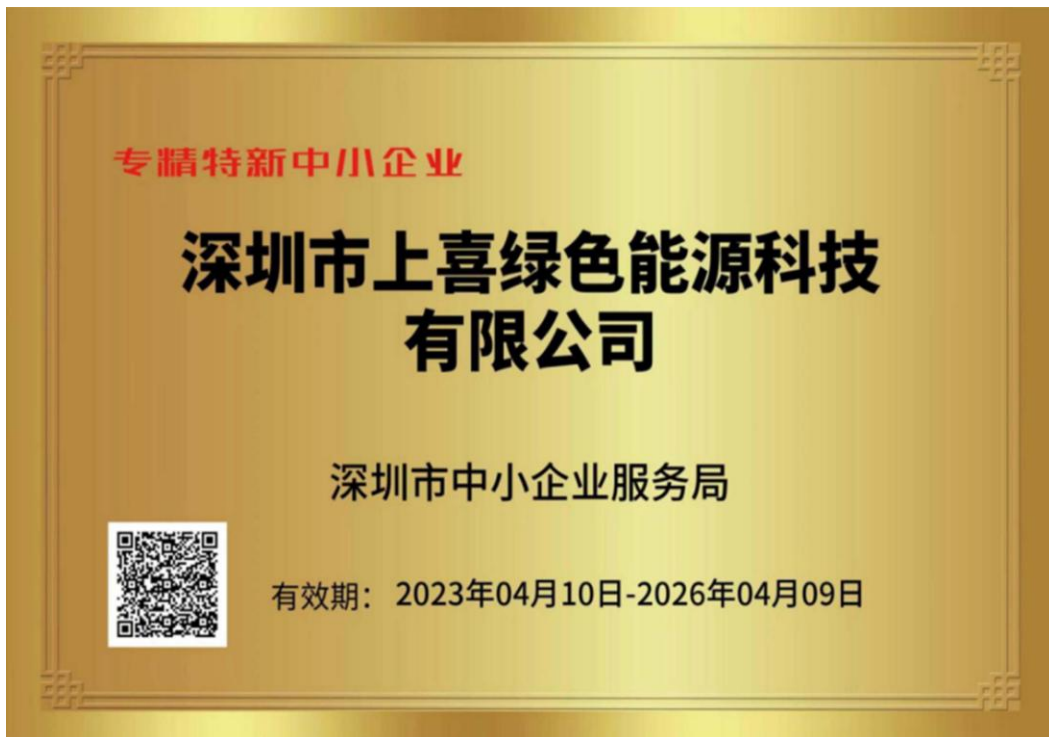 专精特新中小企业
深圳市上喜绿色能源科技
有限公司
深圳市中小企业服务局
有效期：2023年04月10日-2026年04月09日